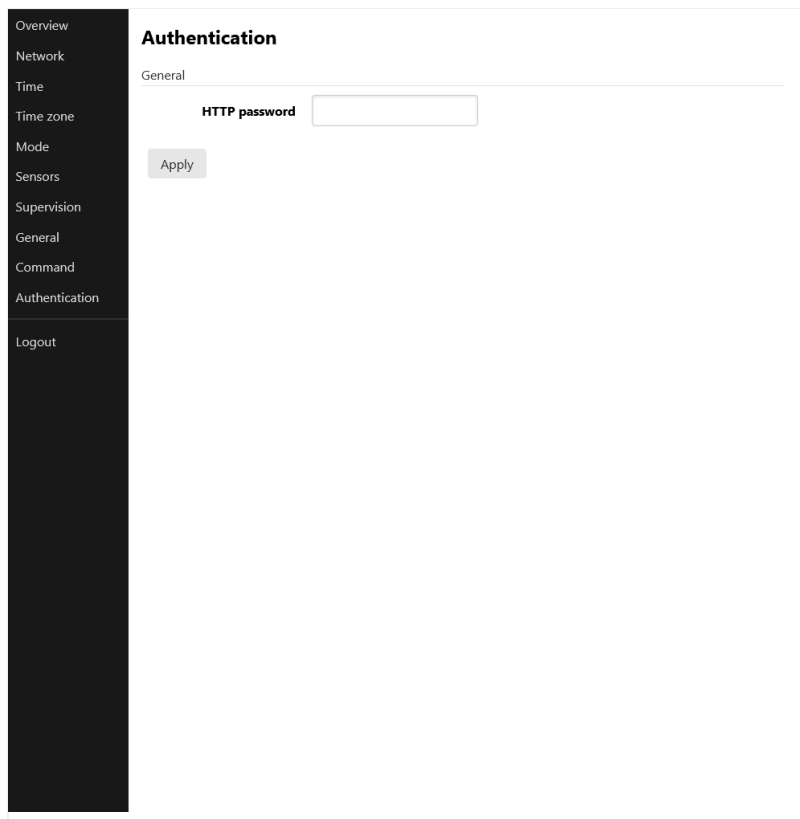 Overview
Network
Time
Time zone
Mode
Sensors
Supervision
General
Command
Authentication
Logout
Authentication
General
HTTP password
Apply